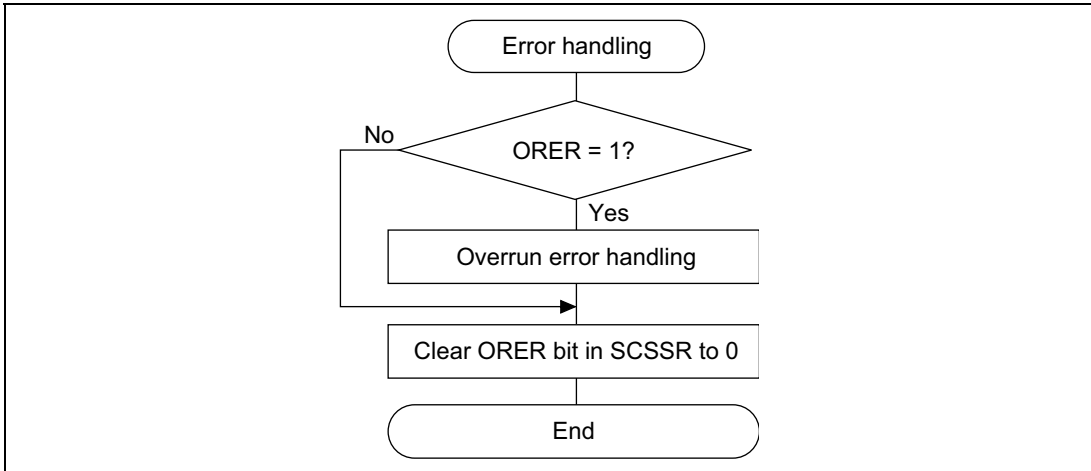 Error handling
No
ORER = 1?
Yes
Overrun error handling
Clear ORER bit in SCSSR to 0
End